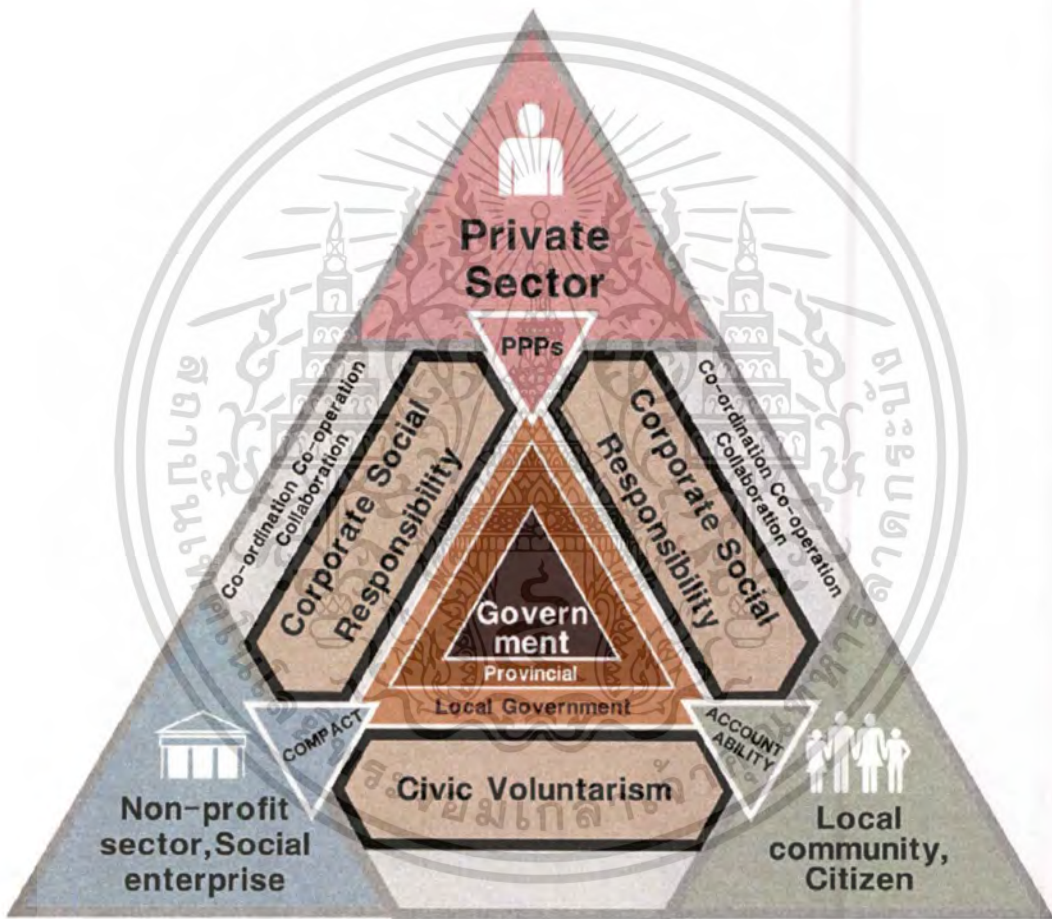 Private
Sector
PPPs
Co-ordination Co-operation
Collaboration
Corporate Social
Responsibility
Corporate Social
Responsibility
Co-ordination Co-operation
Collaboration
Govern
ment
Provincial
Local Government
COMPACT
ACCOUNT
ABILITY
Civic Voluntarism
Non-profit
sector,Social
enterprise
Local
community,
Citizen